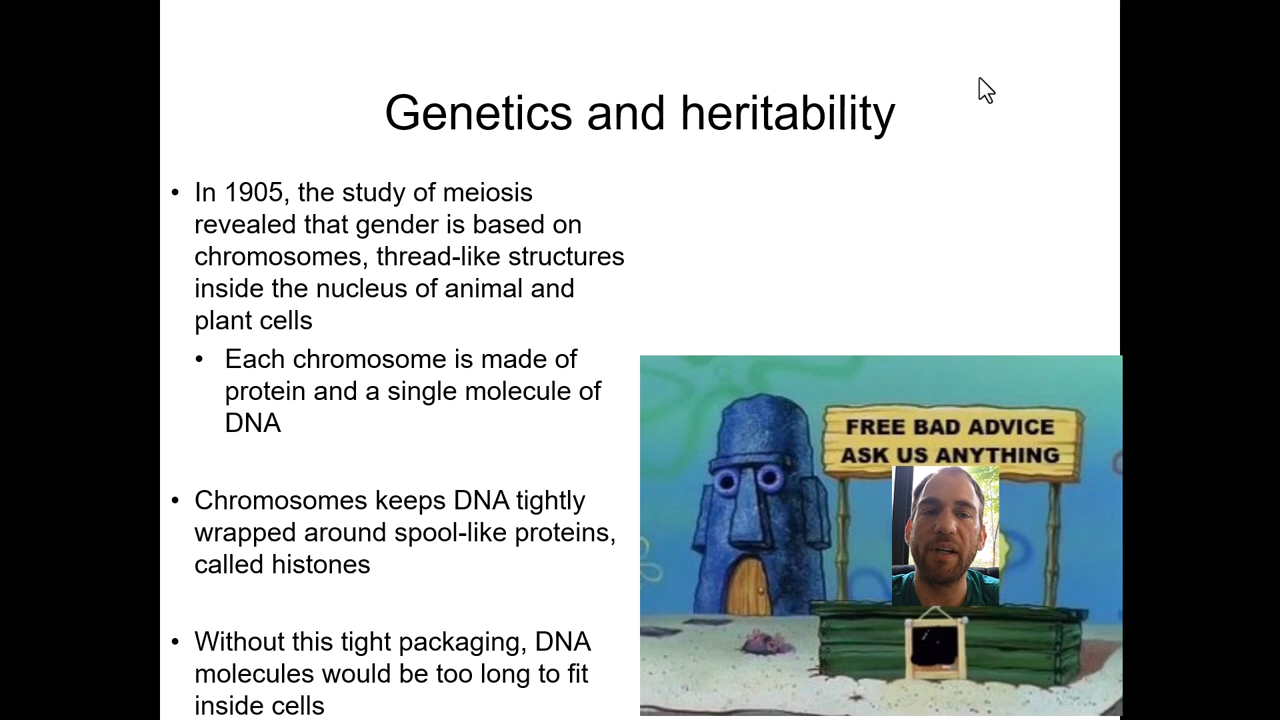 Genetics and heritability
• In 1905, the study of meiosis
revealed that gender is based on
chromosomes, thread-like structures
inside the nucleus of animal and
plant cells
• Each chromosome is made of
protein and a single molecule of
DNA
• Chromosomes keeps DNA tightly
wrapped around spool-like proteins,
called histones
• Without this tight packaging, DNA
molecules would be too long to fit
inside cells
FREE BAD ADVICE
ASK US ANYTHING